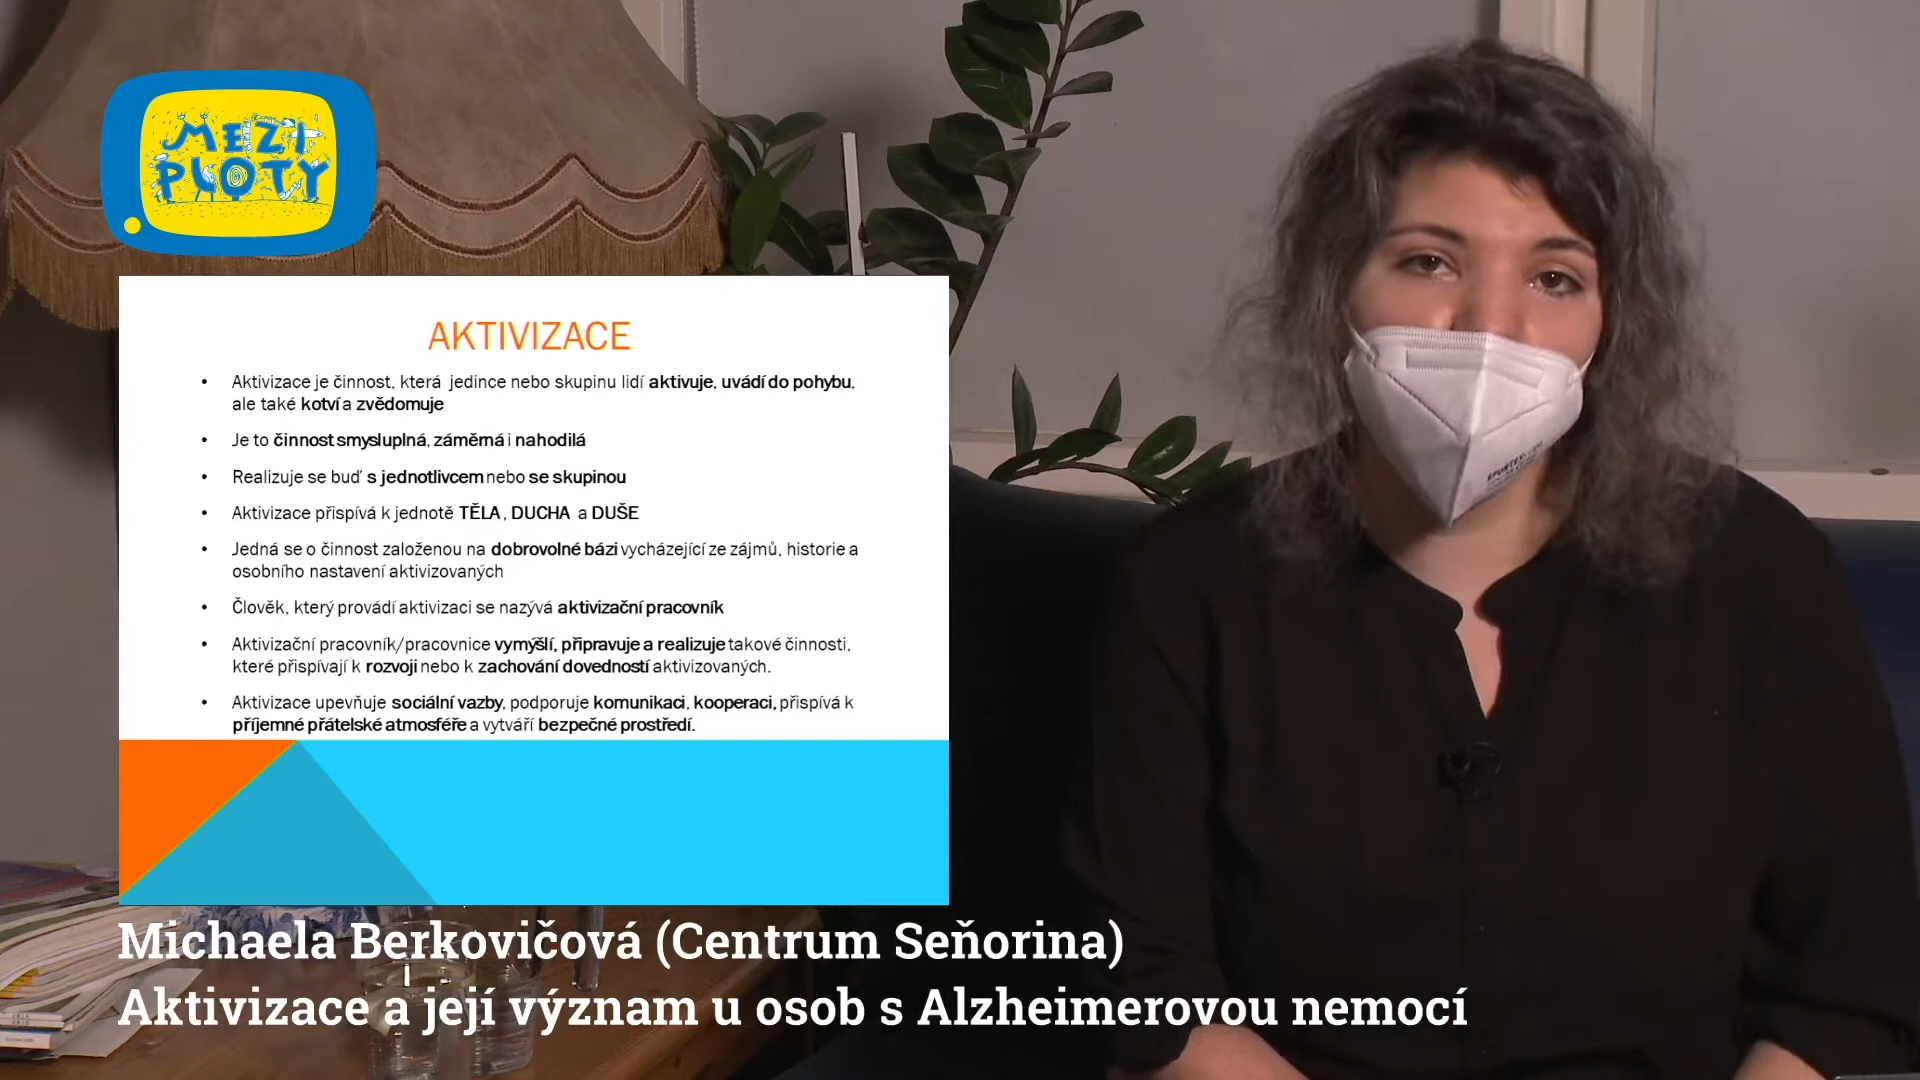 MEZI
PLOTY
AKTIVIZACE
• Aktivizace je činnost, která jedince nebo skupinu lidí aktivuje, uvádí do pohybu,
ale také kotví a zvědomuje
• Je to činnost smysluplná, záměrná i nahodilá
• Realizuje se buď s jednotlivcem nebo se skupinou
• Aktivizace přispívá k jednotě TĚLA, DUCHA a DUŠE
• Jedná se o činnost založenou na dobrovolné bázi vycházející ze zájmů, historie a
osobního nastavení aktivizovaných
• Člověk, který provádí aktivizaci se nazývá aktivizační pracovník
• Aktivizační pracovník/pracovnice vymýšlí, připravuje a realizuje takové činnosti,
které přispívají k rozvoji nebo k zachování dovedností aktivizovaných.
• Aktivizace upevňuje sociální vazby, podporuje komunikaci, kooperaci, přispívá k
příjemné přátelské atmosféře a vytváří bezpečné prostředí.
Michaela Berkovičová (Centrum Seňorina)
Aktivizace a její význam u osob s Alzheimerovou nemocí